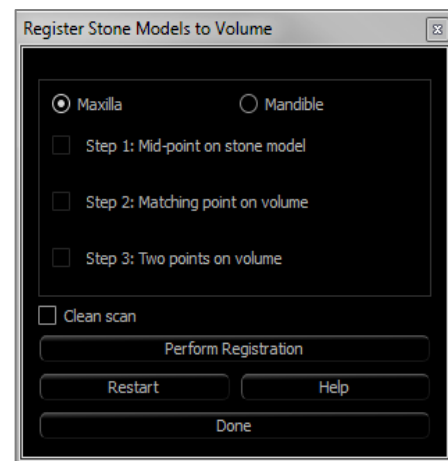 Register Stone Models to Volume
Maxilla Mandible
Step 1: Mid-point on stone model
Step 2: Matching point on volume
Step 3: Two points on volume
Clean scan
Perform Registration
Restart Help
Done